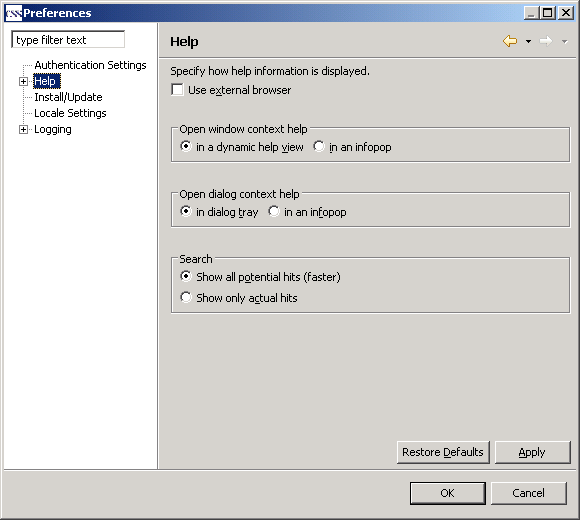 css Preferences
type filter text
Authentication Settings
Help
Install/Update
Locale Settings
Logging
Help
Specify how help information is displayed.
Use external browser
Open window context help
in a dynamic help view in an infopop
Open dialog context help
in dialog tray in an infopop
Search
Show all potential hits (faster)
Show only actual hits
Restore Defaults Apply
OK Cancel